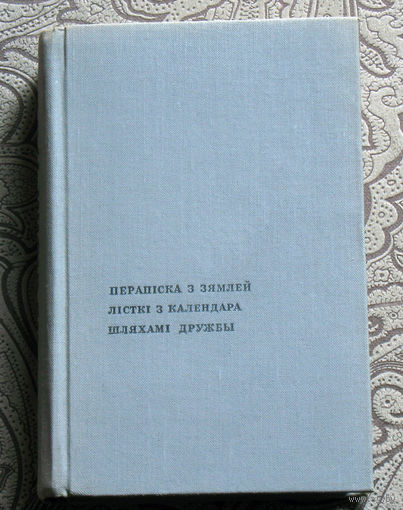 ПЕРАПІСКА З ЗЯМЛЕЙ
ЛІСТКІ З КАЛЕНДАРА
ШЛЯХАМІ ДРУЖБЫ